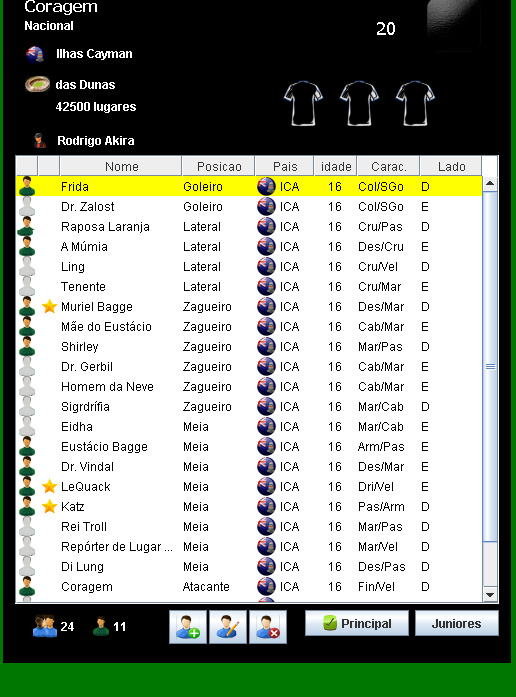 Coragem
Nacional
20
Ilhas Cayman
das Dunas
42500 lugares
Rodrigo Akira
Nome Posicao Pais idade Carac. Lado
Frida Goleiro ICA 16 Col/SGo D
Dr. Zalost Goleiro ICA 16 Col/SGo E
Raposa Laranja Lateral ICA 16 Cru/Pas D
A Múmia Lateral ICA 16 Des/Cru E
Ling Lateral ICA 16 Cru/Vel D
Tenente Lateral ICA 16 Cru/Mar E
Muriel Bagge Zagueiro ICA 16 Des/Mar D
Mãe do Eustácio Zagueiro ICA 16 Cab/Mar E
Shirley Zagueiro ICA 16 Mar/Pas D
Dr. Gerbil Zagueiro ICA 16 Cab/Mar E
Homem da Neve Zagueiro ICA 16 Cab/Mar E
Sigrdrífia Zagueiro ICA 16 Mar/Cab D
Eidha Meia ICA 16 Mar/Cab E
Eustácio Bagge Meia ICA 16 Arm/Pas E
Dr. Vindal Meia ICA 16 Des/Mar E
LeQuack Meia ICA 16 Dri/Vel E
Katz Meia ICA 16 Pas/Arm D
Rei Troll Meia ICA 16 Mar/Pas D
Repórter de Lugar ... Meia ICA 16 Mar/Vel D
Di Lung Meia ICA 16 Des/Pas D
Coragem Atacante ICA 16 Fin/Vel D
24 11 Principal Juniores